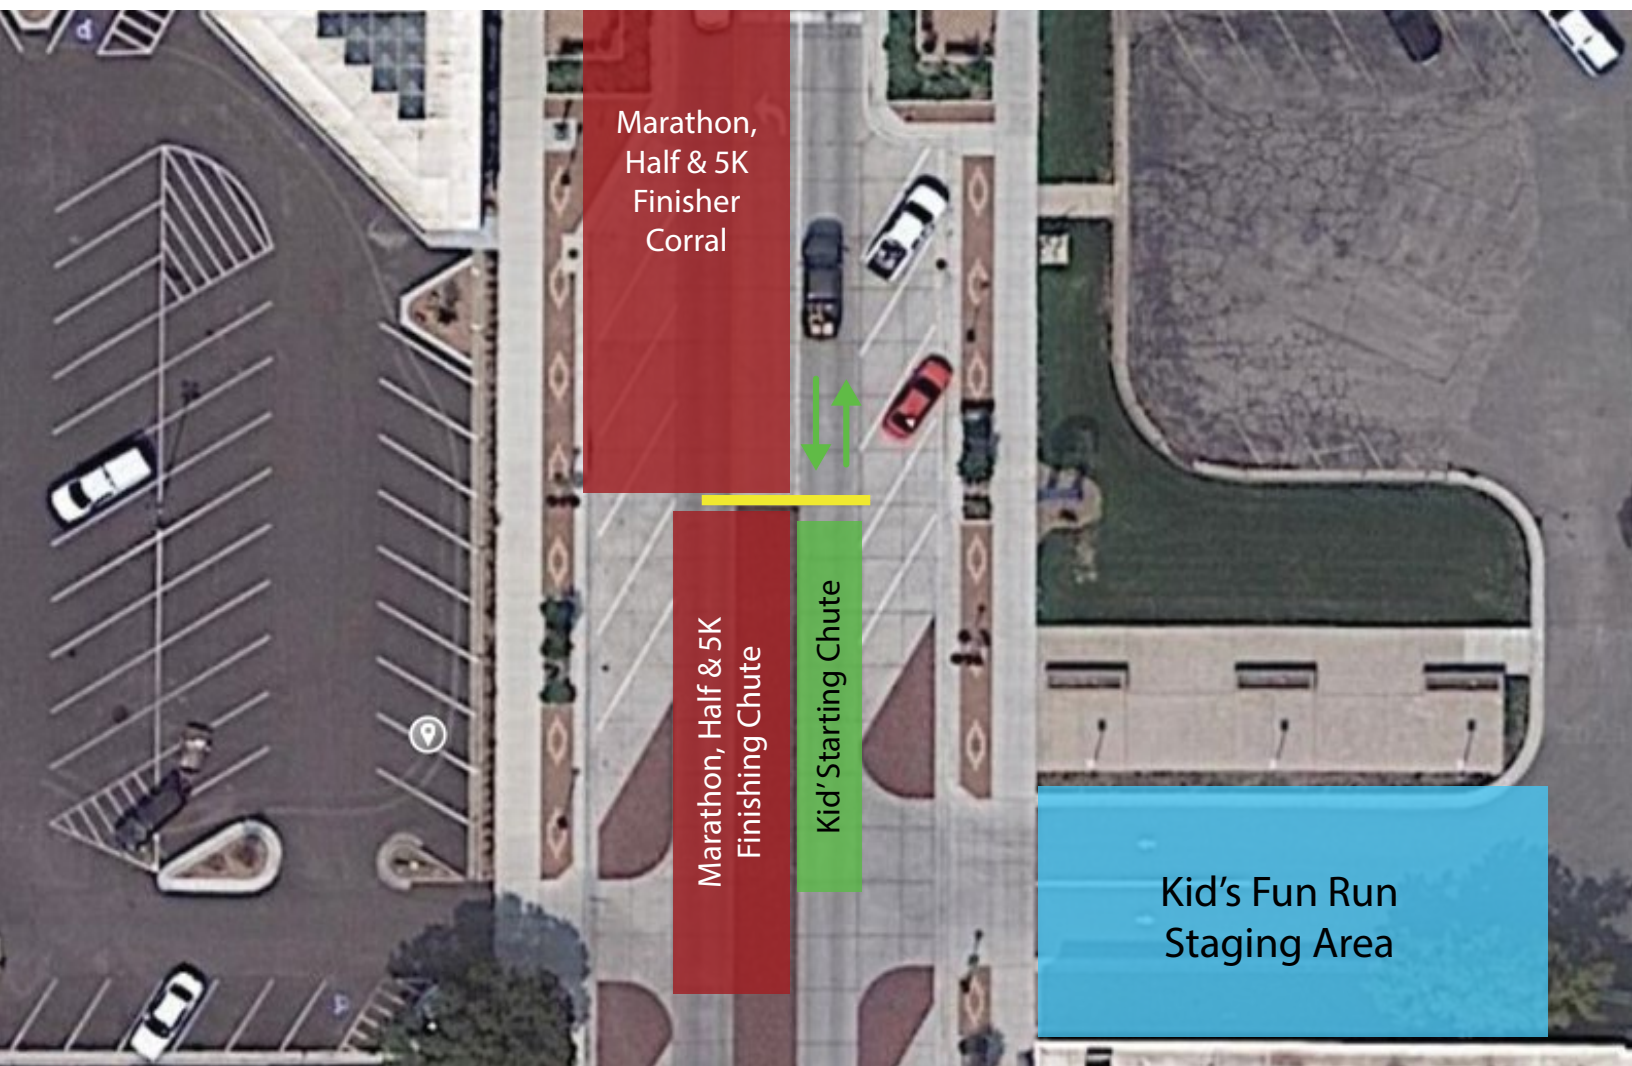 Marathon,
Half & 5K
Finisher
Corral
Marathon, Half & 5K
Finishing Chute
Kid' Starting Chute
Kid’s Fun Run
Staging Area